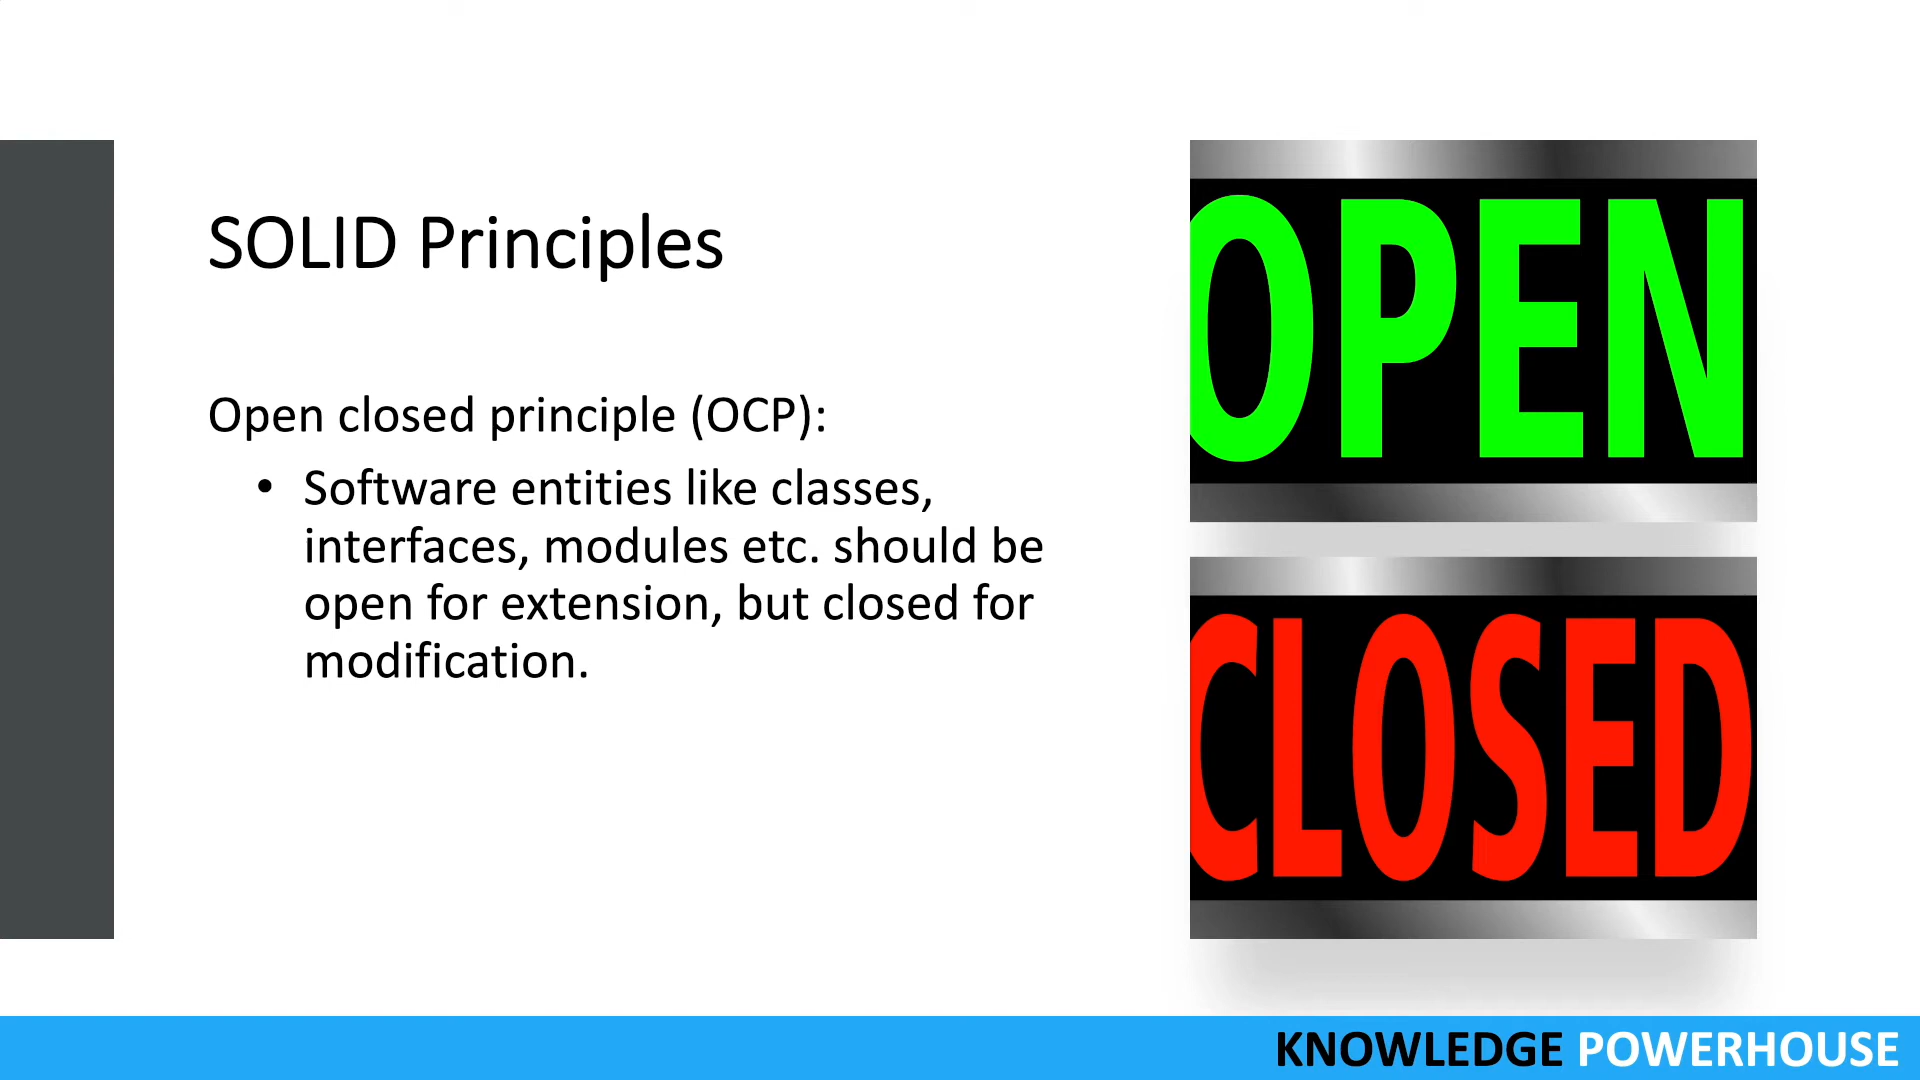 SOLID Principles
Open closed principle (OCP):
• Software entities like classes,
interfaces, modules etc. should be
open for extension, but closed for
modification.
OPEN
CLOSED
KNOWLEDGE POWERHOUSE